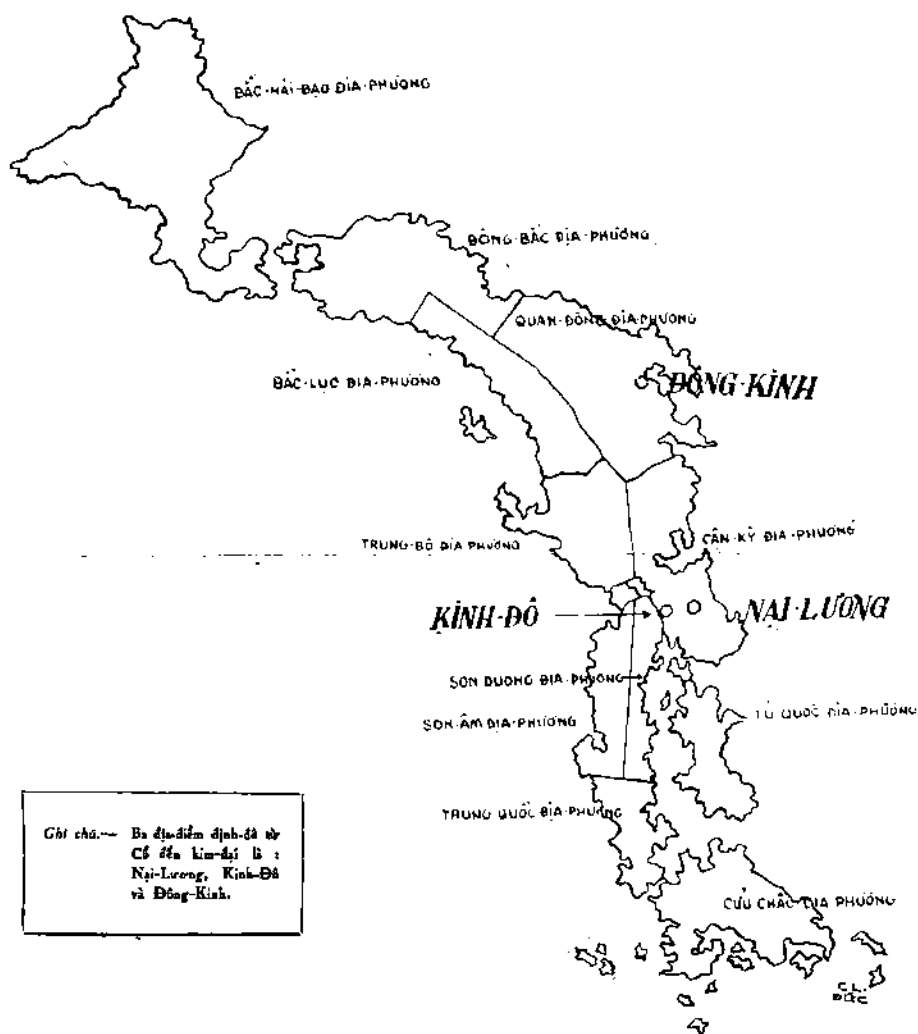 BẮC-HẢI-ĐẠO ĐỊA-PHƯƠNG
ĐÔNG-BẮC ĐỊA-PHƯƠNG
QUAN-ĐÔNG ĐỊA-PHƯƠNG
BẮC-LỤC ĐỊA-PHƯƠNG
ĐÔNG-KINH
TRUNG-BỘ ĐỊA PHƯƠNG
CẬN-KỲ ĐỊA-PHƯƠNG
KINH-ĐÔ
NẠI-LƯƠNG
SƠN DƯƠNG ĐỊA-PHƯƠNG
SƠN-ÂM ĐỊA-PHƯƠNG
TỨ QUỐC ĐỊA-PHƯƠNG
TRUNG QUỐC ĐỊA-PHƯƠNG
Ghi chú.— Ba địa-điểm định-đô từ
Cổ đến kim-đại là :
Nại-Lương, Kinh-Đô
và Đông-Kinh.
CỬU CHÂU ĐỊA PHƯƠNG
C.L.
ĐỨC